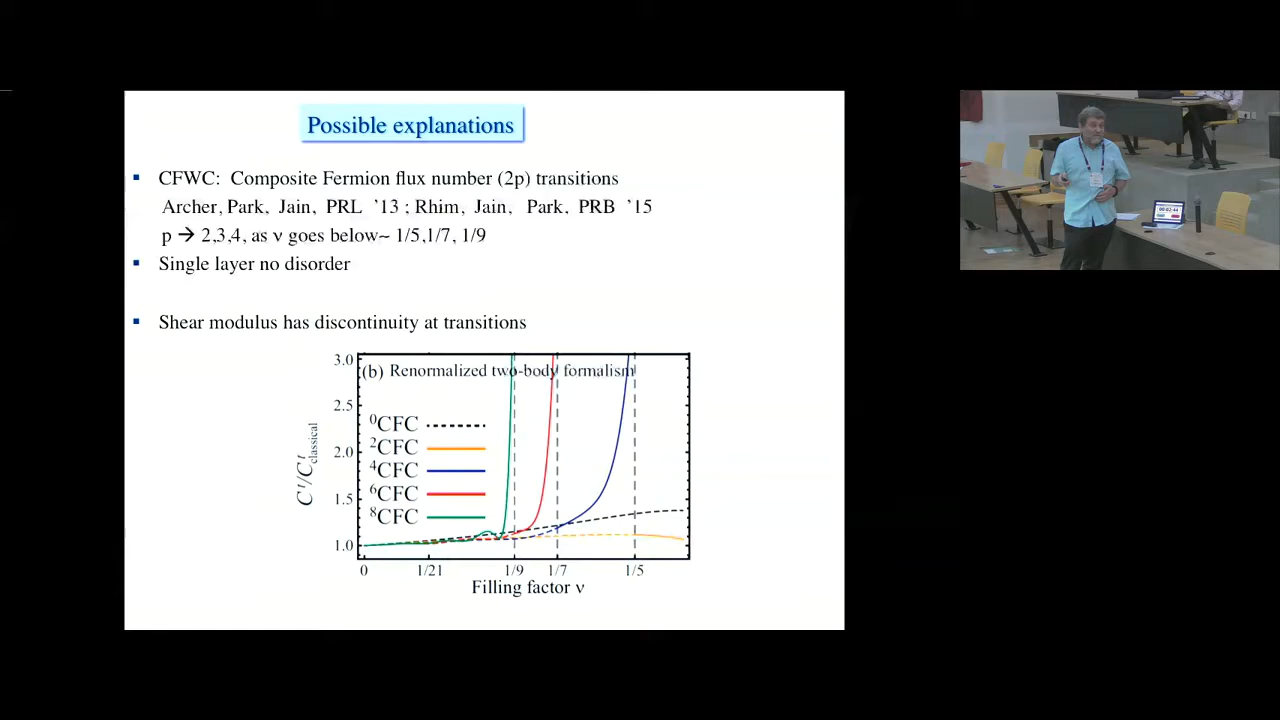 Possible explanations
▪ CFWC: Composite Fermion flux number (2p) transitions
Archer, Park, Jain, PRL '13 ; Rhim, Jain, Park, PRB '15
p → 2,3,4, as ν goes below~ 1/5,1/7, 1/9
▪ Single layer no disorder
▪ Shear modulus has discontinuity at transitions
(b) Renormalized two-body formalism
3.0
2.5
2.0
1.5
1.0
C^t/C^t_classical
⁰CFC
²CFC
⁴CFC
⁶CFC
⁸CFC
0 1/21 1/9 1/7 1/5
Filling factor ν